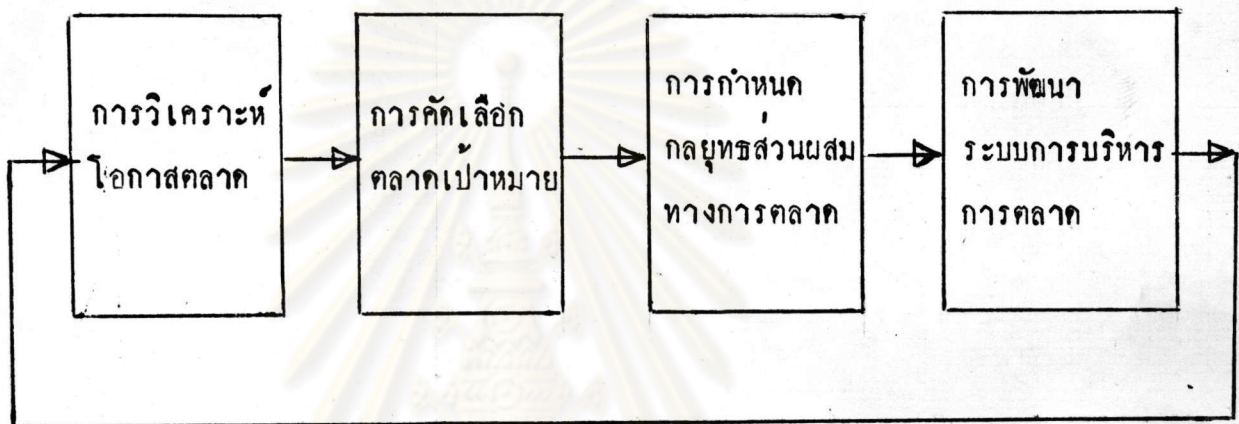 การวิเคราะห์
โอกาสตลาด
การคัดเลือก
ตลาดเป้าหมาย
การกำหนด
กลยุทธส่วนผสม
ทางการตลาด
การพัฒนา
ระบบการบริหาร
การตลาด